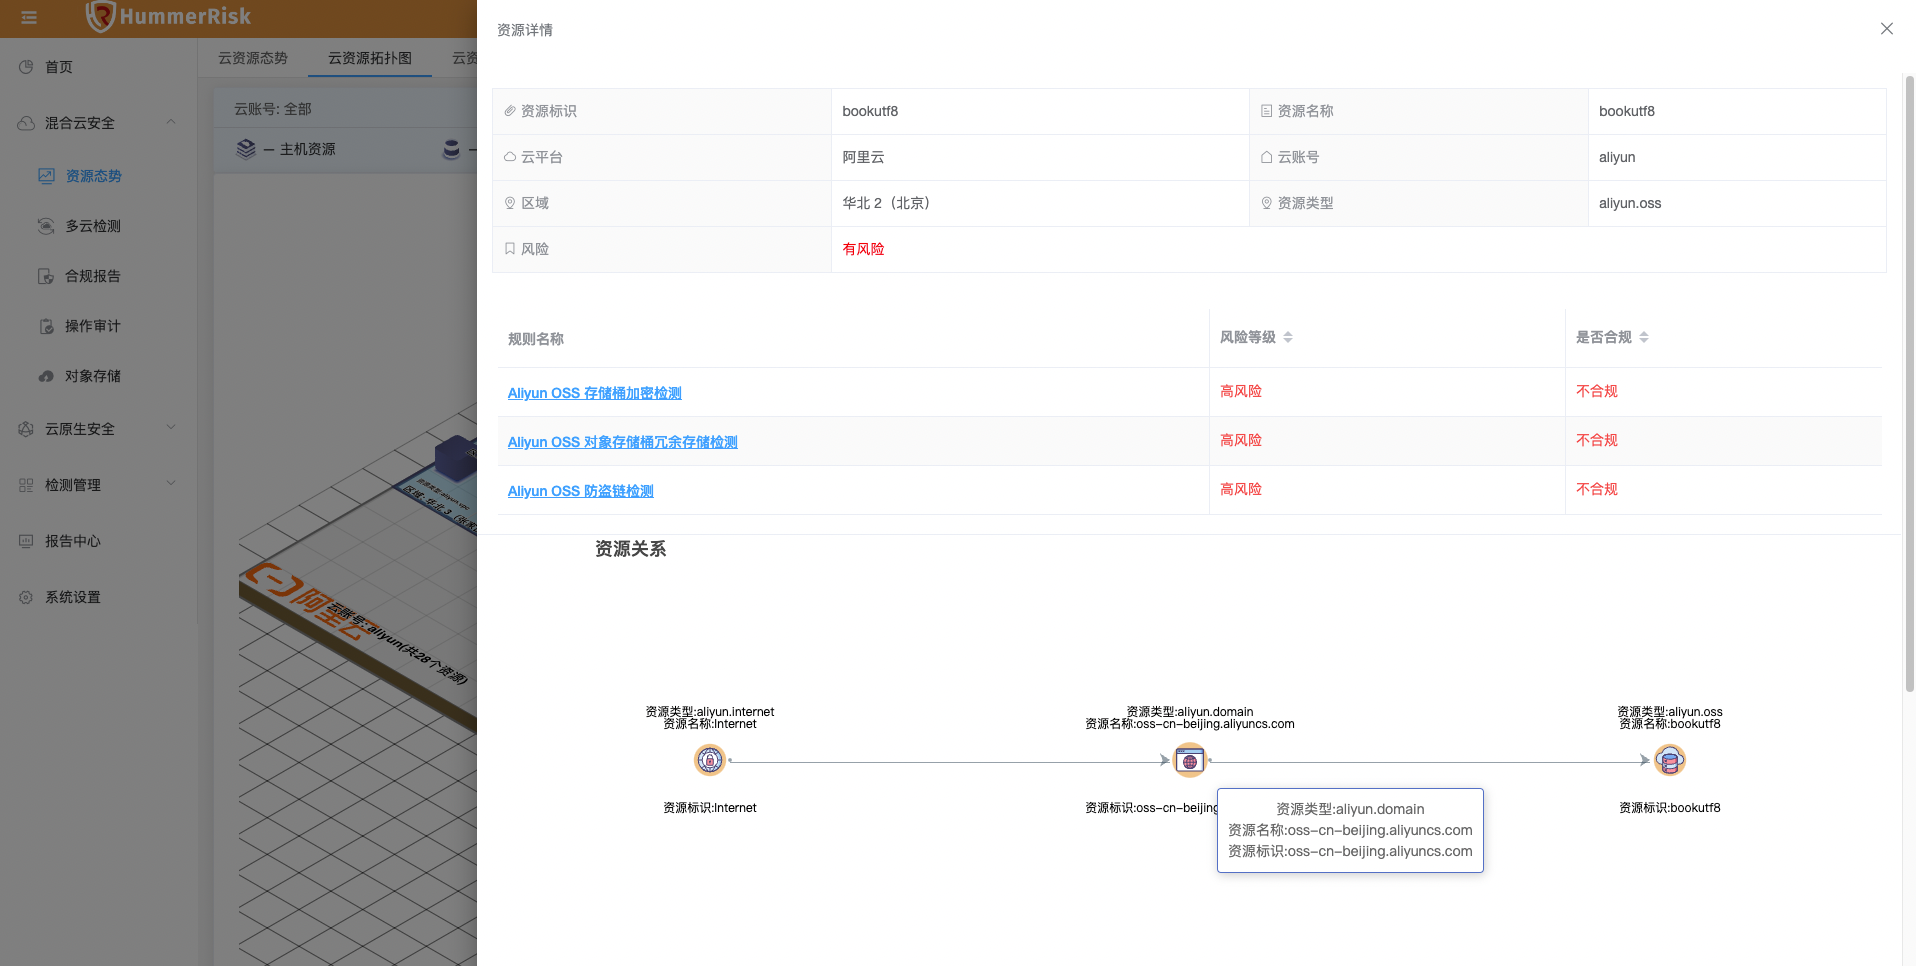 HummerRisk
首页
混合云安全
资源态势
多云检测
合规报告
操作审计
对象存储
云原生安全
检测管理
报告中心
系统设置
云资源态势
云资源拓扑图
云资
云账号: 全部
主机资源
资源类型:aliyun.vpc
区域: 华北 3（张家
阿里云
云账号: aliyun(共28个资源)
资源详情
资源标识 bookutf8 资源名称 bookutf8
云平台 阿里云 云账号 aliyun
区域 华北 2（北京） 资源类型 aliyun.oss
风险 有风险
规则名称 风险等级 是否合规
Aliyun OSS 存储桶加密检测 高风险 不合规
Aliyun OSS 对象存储桶冗余存储检测 高风险 不合规
Aliyun OSS 防盗链检测 高风险 不合规
资源关系
资源类型:aliyun.internet
资源名称:Internet
资源标识:Internet
资源类型:aliyun.domain
资源名称:oss-cn-beijing.aliyuncs.com
资源标识:oss-cn-beijing
资源类型:aliyun.domain
资源名称:oss-cn-beijing.aliyuncs.com
资源标识:oss-cn-beijing.aliyuncs.com
资源类型:aliyun.oss
资源名称:bookutf8
资源标识:bookutf8